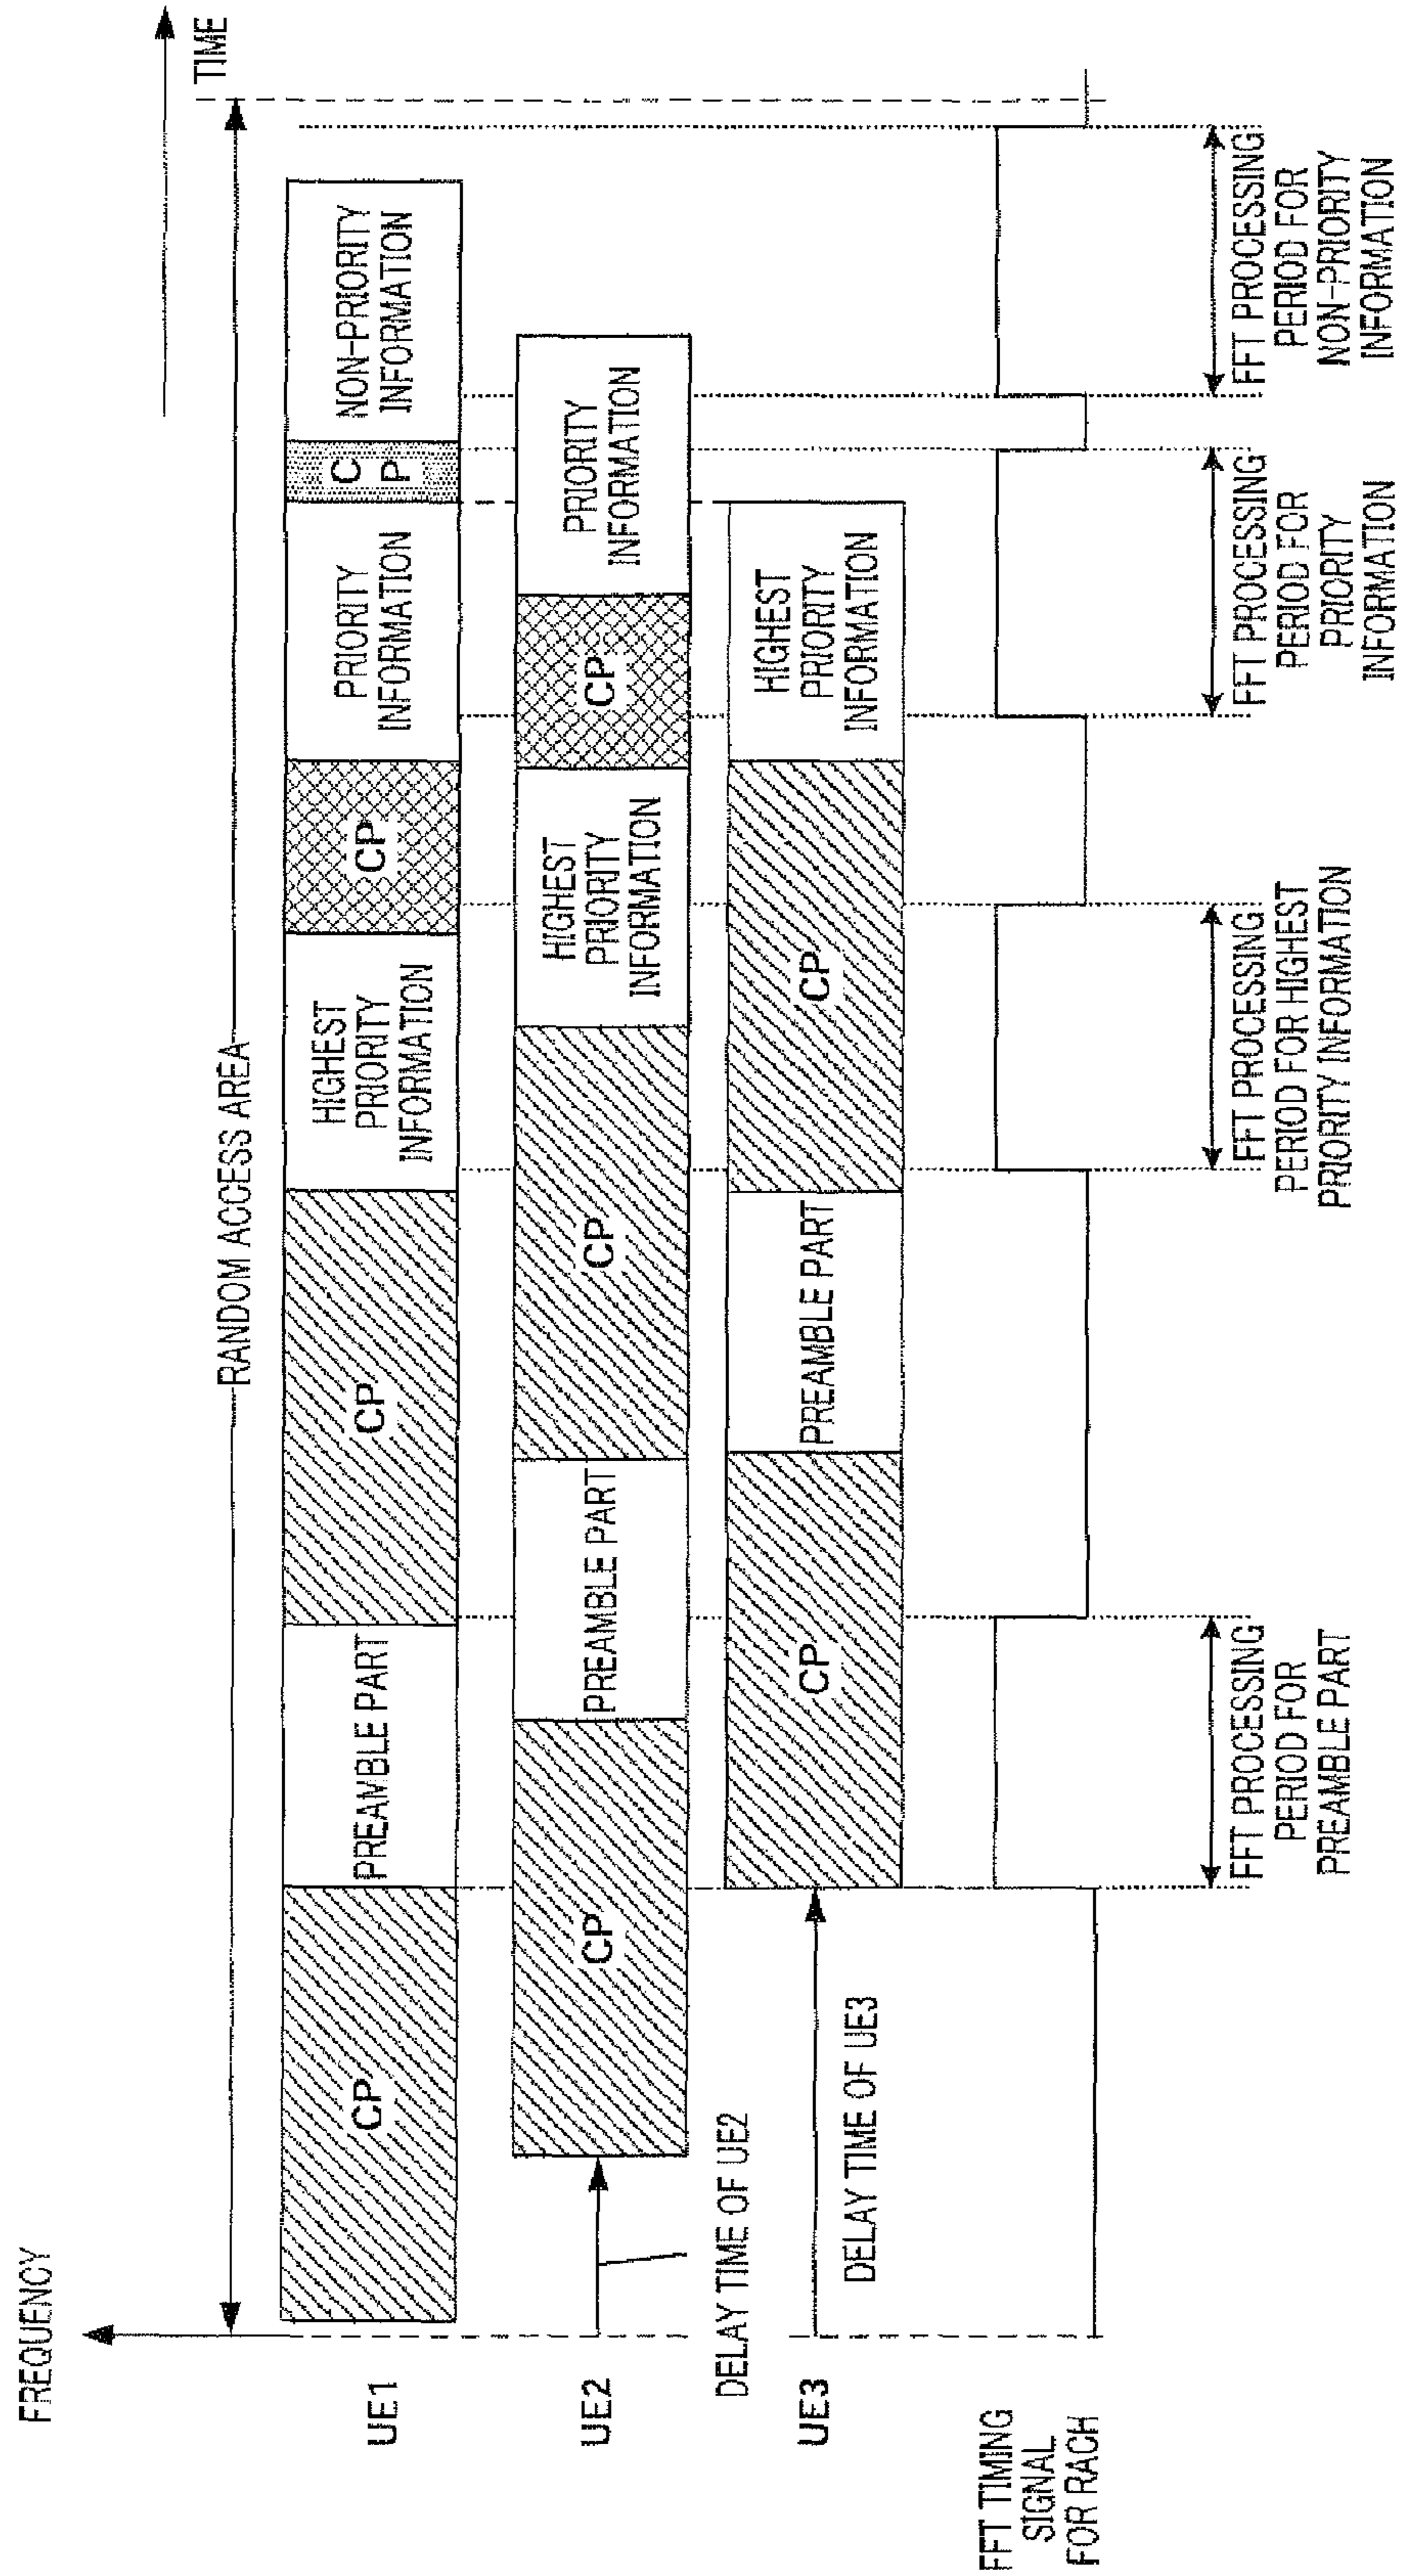 FREQUENCY
TIME
RANDOM ACCESS AREA
UE1
CP
PREAMBLE PART
CP
HIGHEST
PRIORITY
INFORMATION
CP
PRIORITY
INFORMATION
C
P
NON-PRIORITY
INFORMATION
UE2
CP
PREAMBLE PART
CP
HIGHEST
PRIORITY
INFORMATION
CP
PRIORITY
INFORMATION
DELAY TIME OF UE2
UE3
DELAY TIME OF UE3
CP
PREAMBLE PART
CP
HIGHEST
PRIORITY
INFORMATION
FFT TIMING
SIGNAL
FOR RACH
FFT PROCESSING
PERIOD FOR
PREAMBLE PART
FFT PROCESSING
PERIOD FOR HIGHEST
PRIORITY INFORMATION
FFT PROCESSING
PERIOD FOR
PRIORITY
INFORMATION
FFT PROCESSING
PERIOD FOR
NON-PRIORITY
INFORMATION